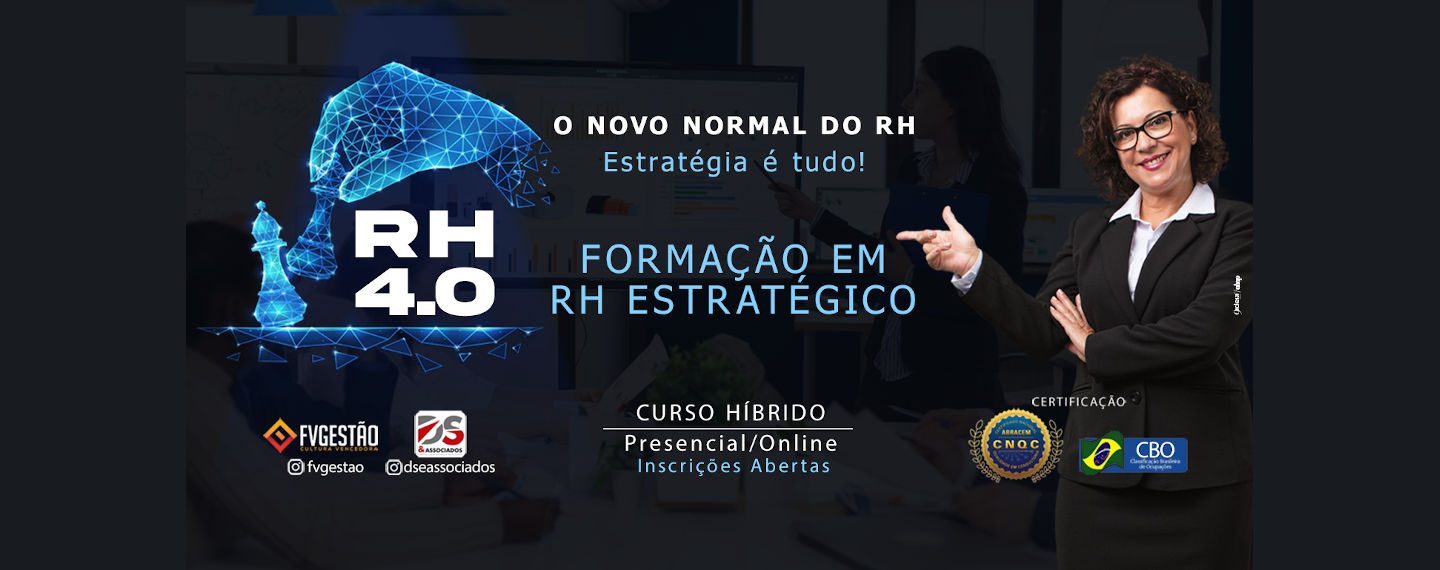 O NOVO NORMAL DO RH
Estratégia é tudo!
RH
4.0
FORMAÇÃO EM
RH ESTRATÉGICO
FVGESTÃO
CULTURA VENCEDORA
fvgestao
DS
& ASSOCIADOS
dseassociados
CURSO HÍBRIDO
Presencial/Online
Inscrições Abertas
CERTIFICAÇÃO
ABRACEM
CNQC
CBO
Classificação Brasileira
de Ocupações